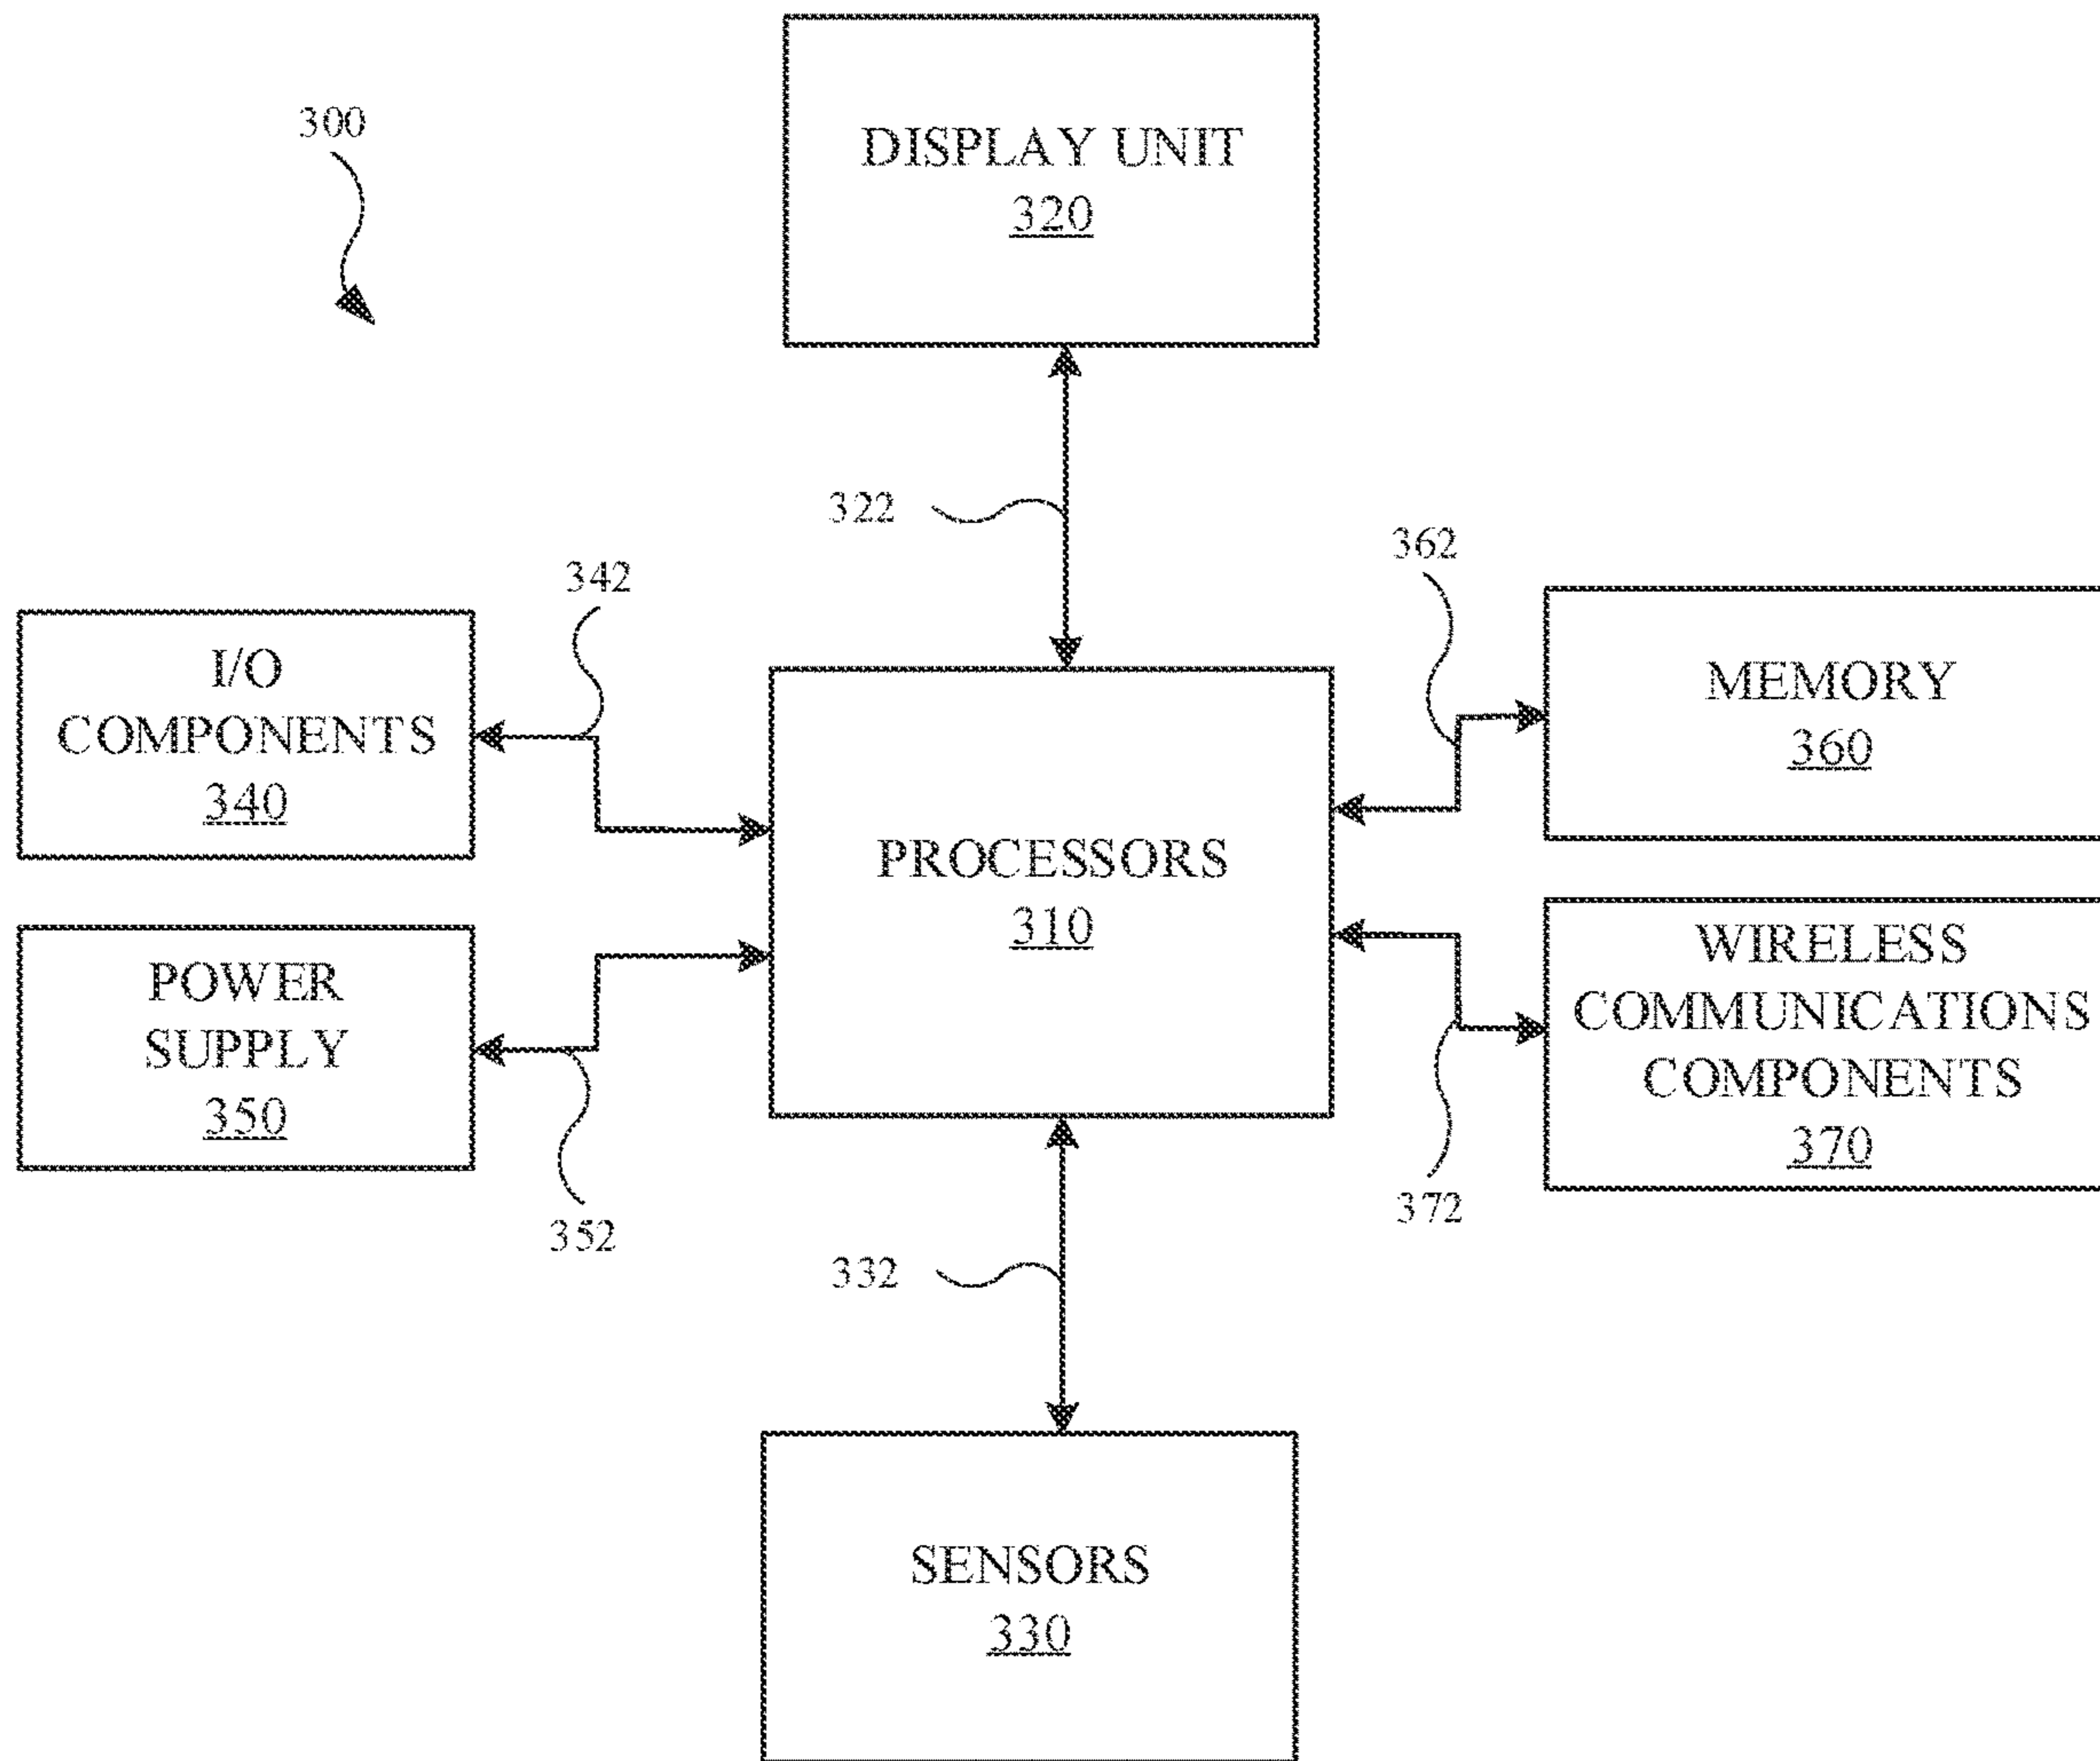 300
DISPLAY UNIT
320
322
342
362
I/O
COMPONENTS
340
MEMORY
360
PROCESSORS
310
POWER
SUPPLY
350
WIRELESS
COMMUNICATIONS
COMPONENTS
370
352
372
332
SENSORS
330